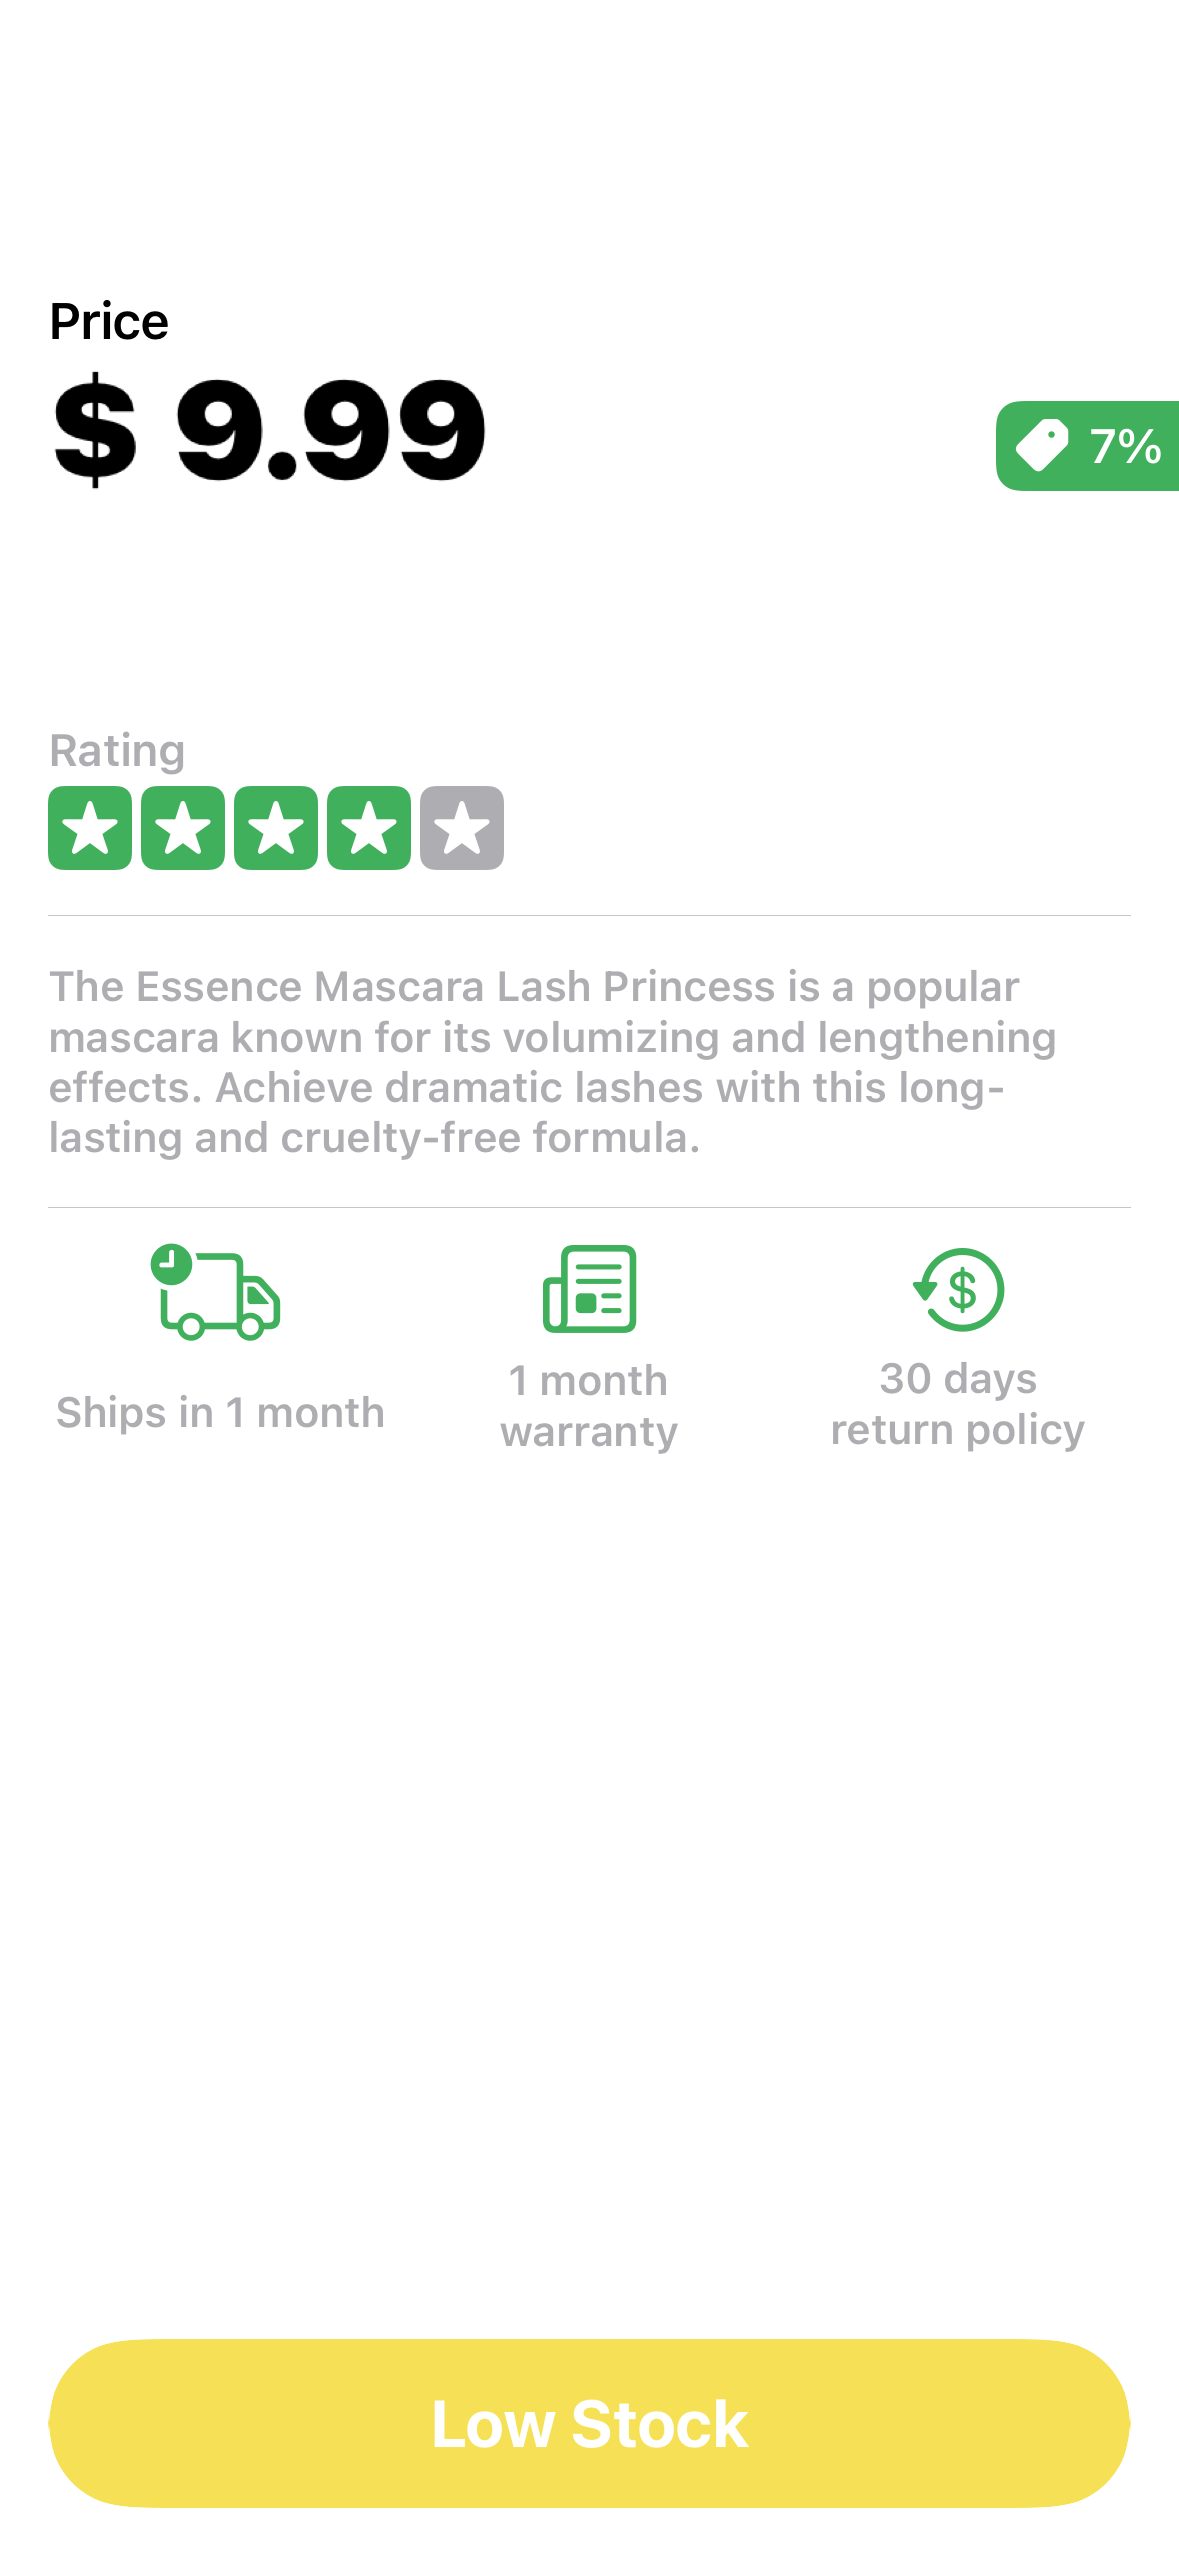 Price
$ 9.99
7%
Rating
The Essence Mascara Lash Princess is a popular
mascara known for its volumizing and lengthening
effects. Achieve dramatic lashes with this long-
lasting and cruelty-free formula.
Ships in 1 month
1 month
warranty
30 days
return policy
Low Stock